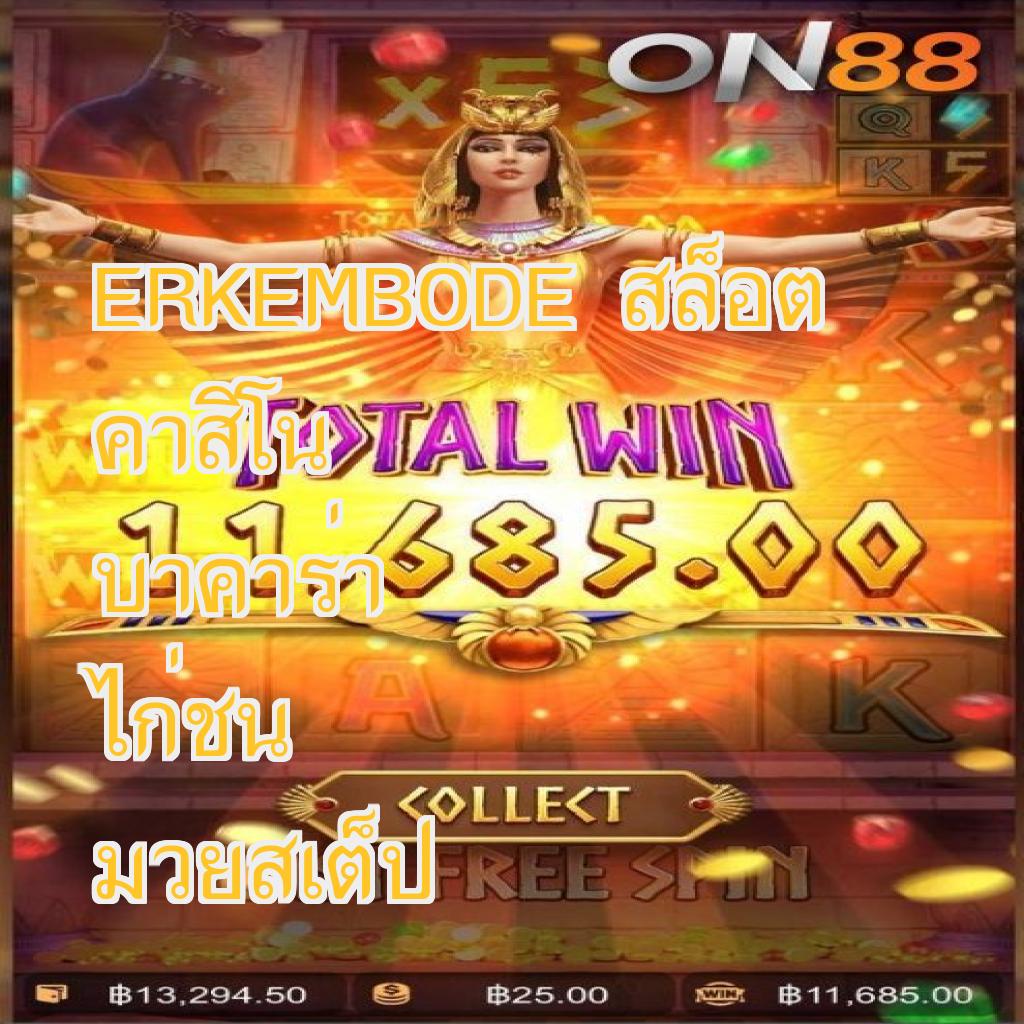 ON88
x53
Q
K
ERKEMBODE สล็อต
คาสิโน
TOTAL WIN
บาคาร่า
11,685.00
ไก่ชน
A
K
COLLECT
มวยสเต็ป
FREE SPIN
฿13,294.50
฿25.00
WIN
฿11,685.00